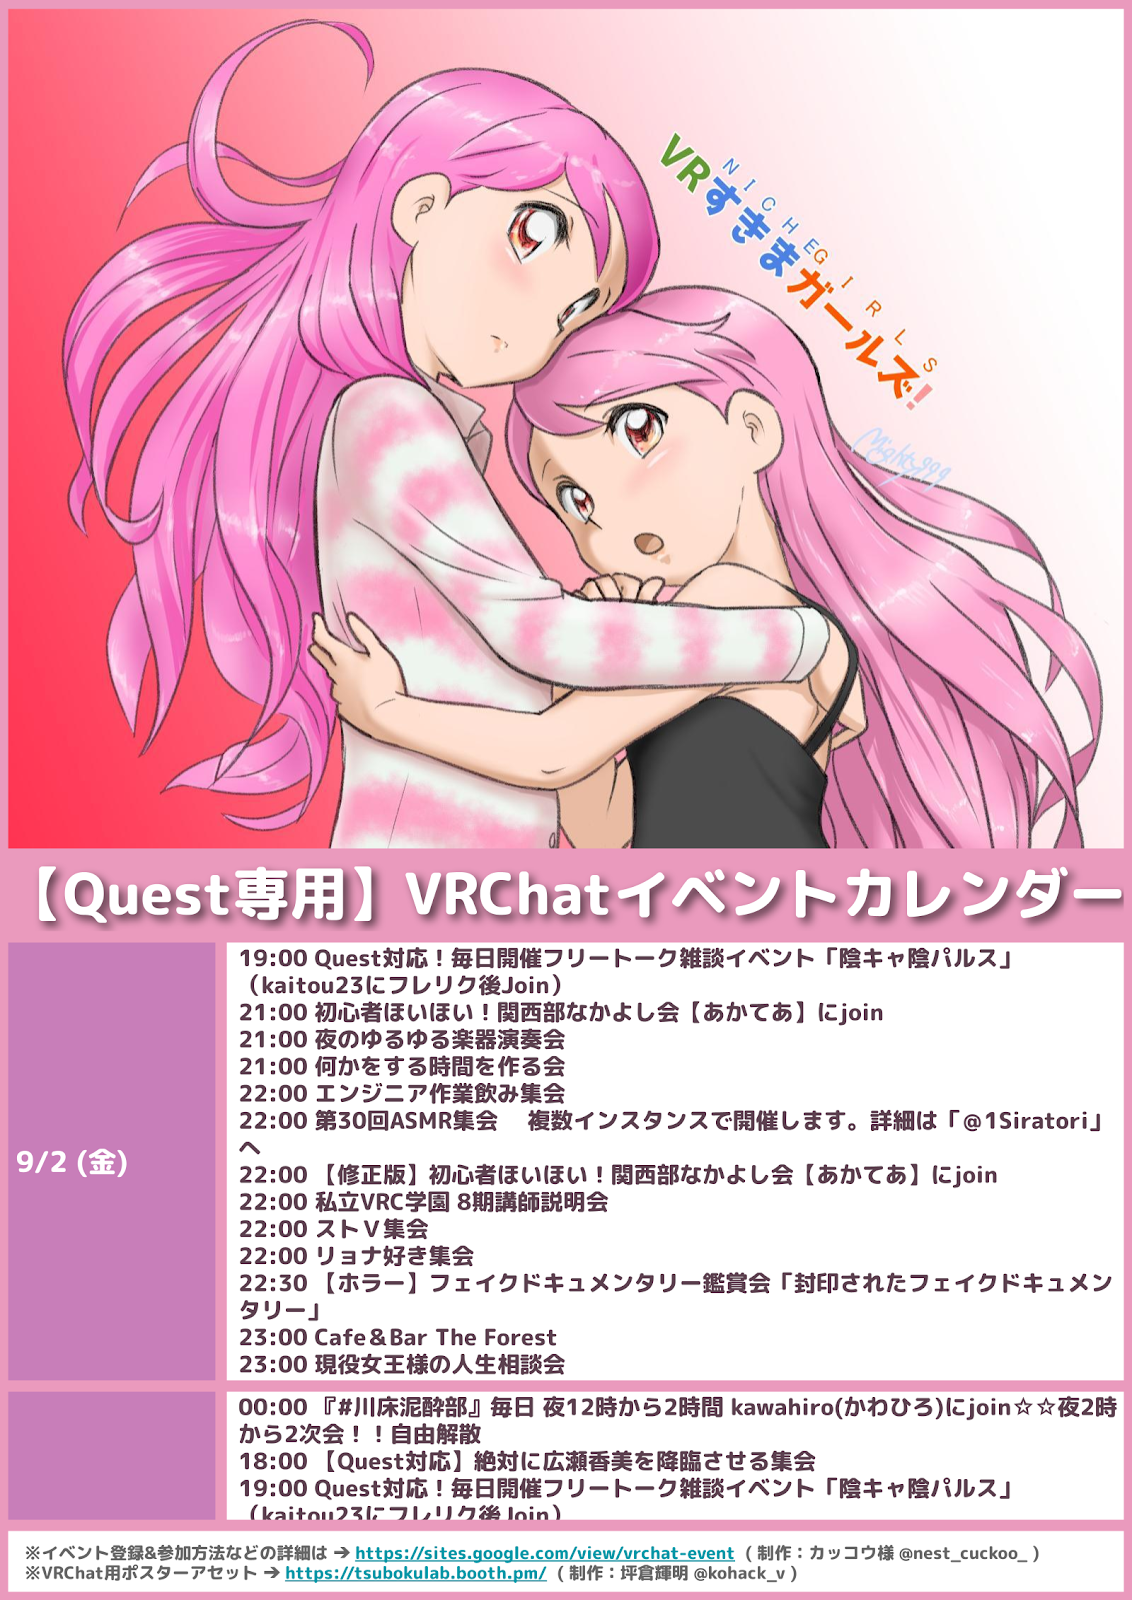 NICHEGIRLS
VRすきまガールズ!
Mighty999
【Quest専用】VRChatイベントカレンダー
9/2 (金)
19:00 Quest対応！毎日開催フリートーク雑談イベント「陰キャ陰パルス」
（kaitou23にフレリク後Join）
21:00 初心者ほいほい！関西部なかよし会【あかてあ】にjoin
21:00 夜のゆるゆる楽器演奏会
21:00 何かをする時間を作る会
22:00 エンジニア作業飲み集会
22:00 第30回ASMR集会　複数インスタンスで開催します。詳細は「@1Siratori」
へ
22:00 【修正版】初心者ほいほい！関西部なかよし会【あかてあ】にjoin
22:00 私立VRC学園 8期講師説明会
22:00 ストV集会
22:00 リョナ好き集会
22:30 【ホラー】フェイクドキュメンタリー鑑賞会「封印されたフェイクドキュメン
タリー」
23:00 Cafe＆Bar The Forest
23:00 現役女王様の人生相談会
00:00 『#川床泥酔部』毎日 夜12時から2時間 kawahiro(かわひろ)にjoin☆☆夜2時
から2次会！！自由解散
18:00 【Quest対応】絶対に広瀬香美を降臨させる集会
19:00 Quest対応！毎日開催フリートーク雑談イベント「陰キャ陰パルス」
（kaitou23にフレリク後Join）
※イベント登録&参加方法などの詳細は → https://sites.google.com/view/vrchat-event （制作：カッコウ様 @nest_cuckoo_）
※VRChat用ポスターアセット → https://tsubokulab.booth.pm/ （制作：坪倉輝明 @kohack_v）